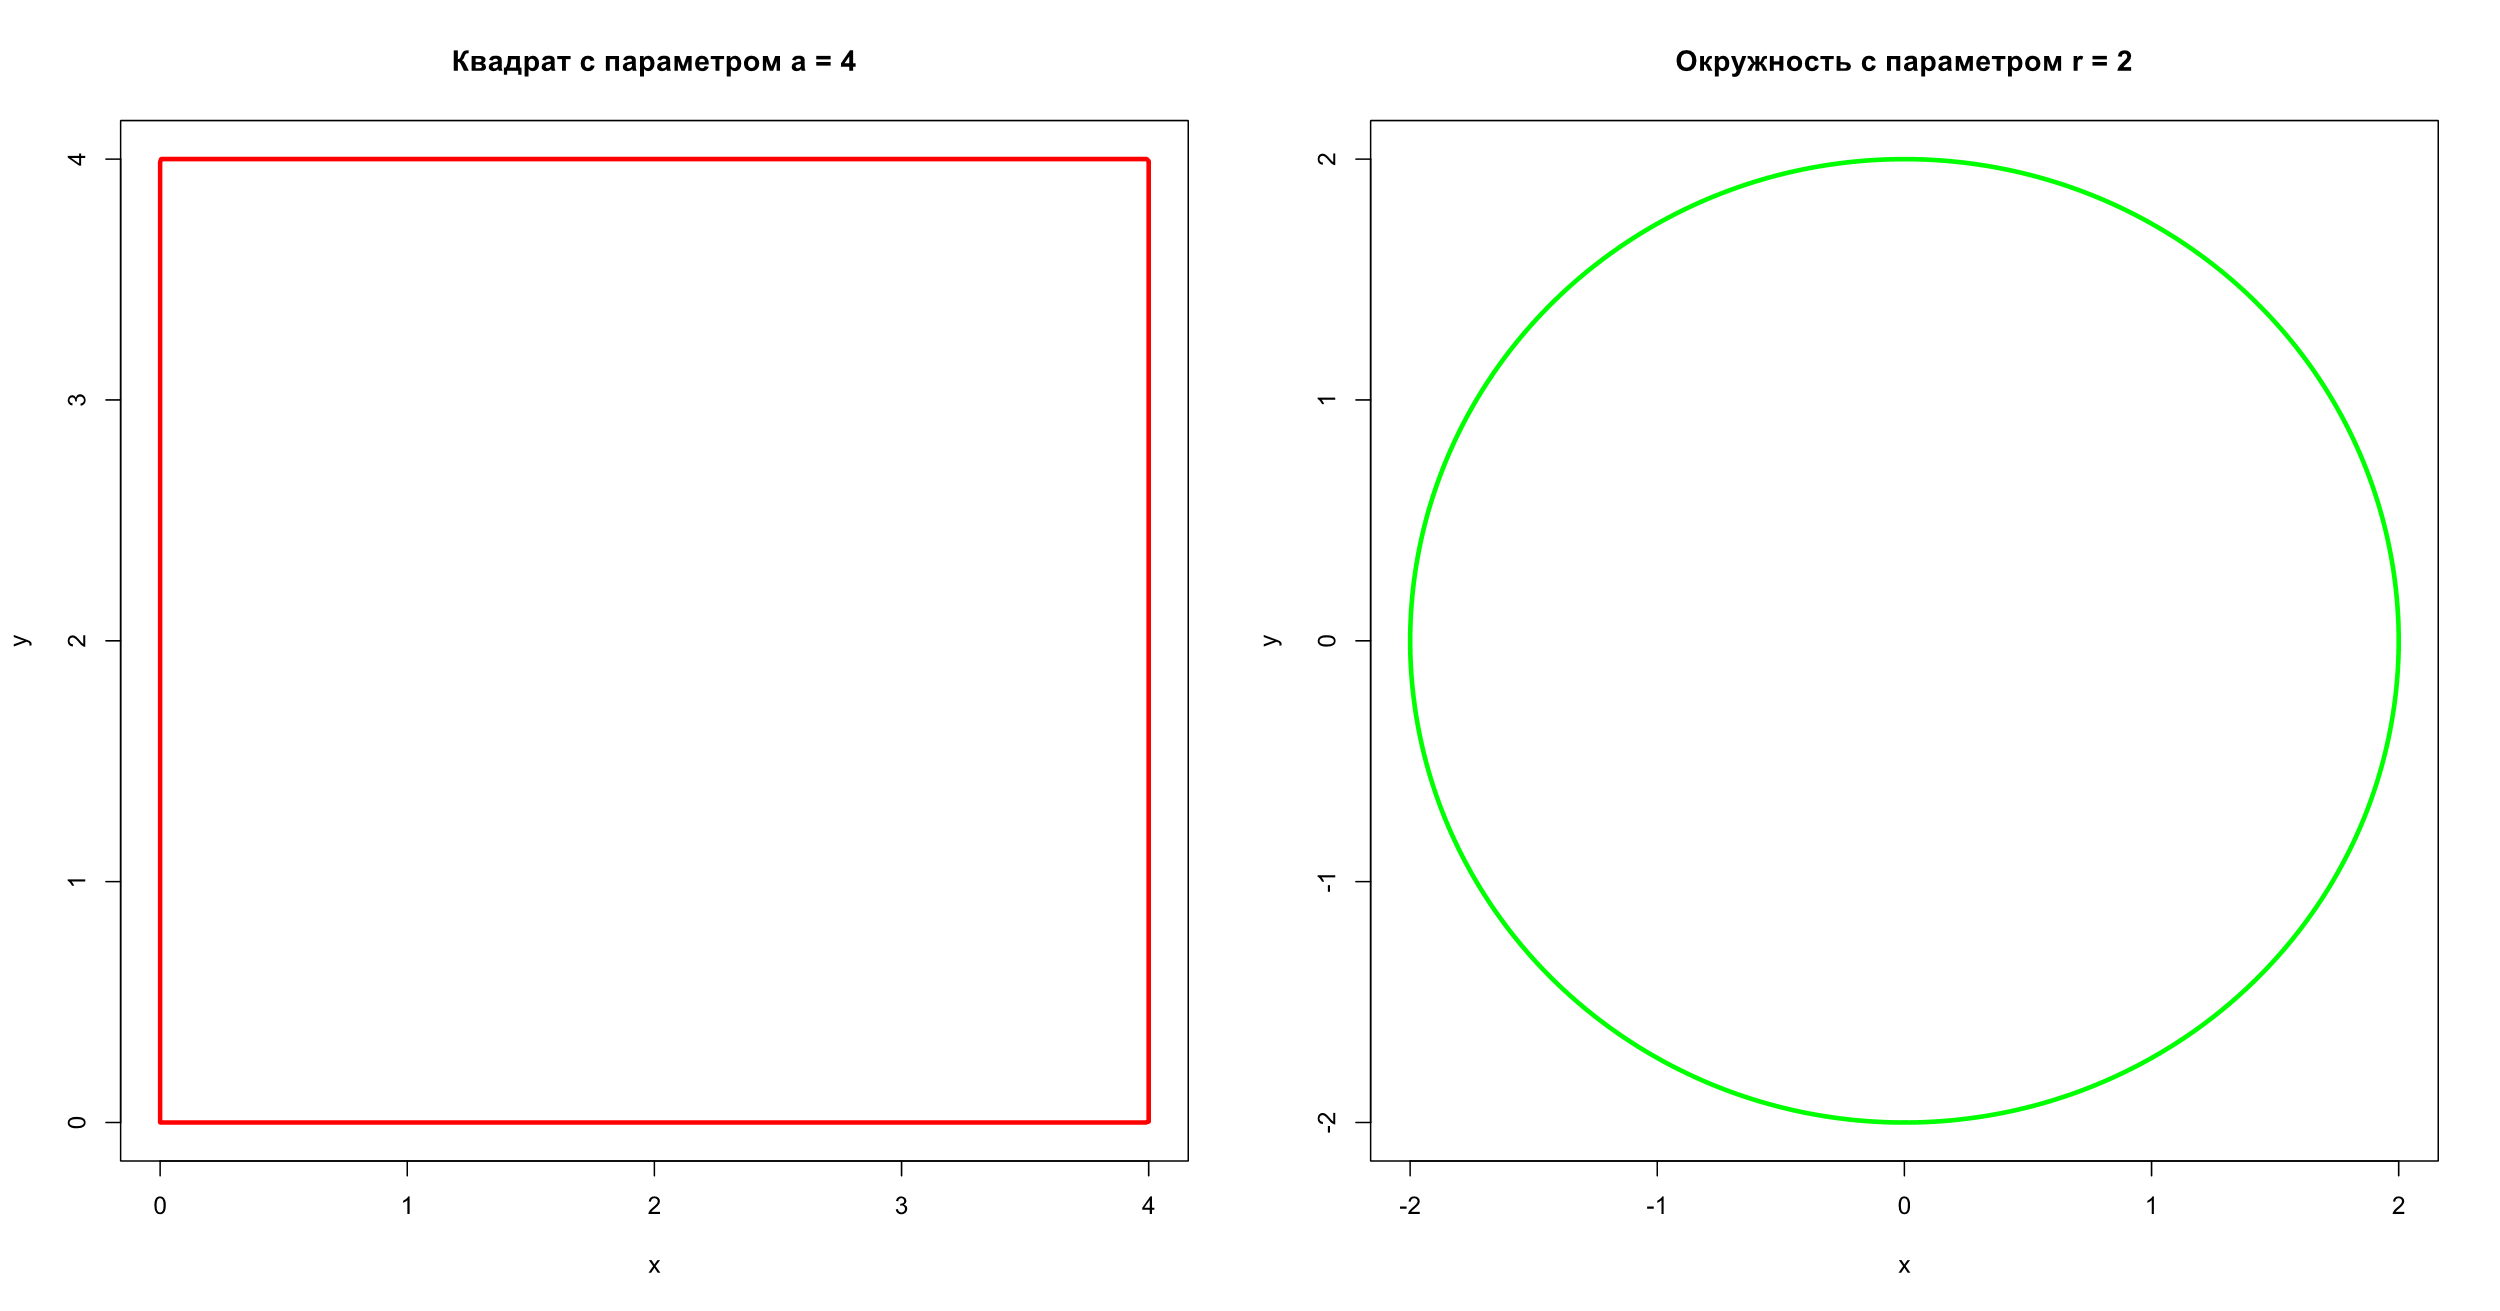 Квадрат с параметром a = 4
4
3
2
1
0
y
0 1 2 3 4
x
Окружность с параметром r = 2
2
1
0
-1
-2
y
-2 -1 0 1 2
x